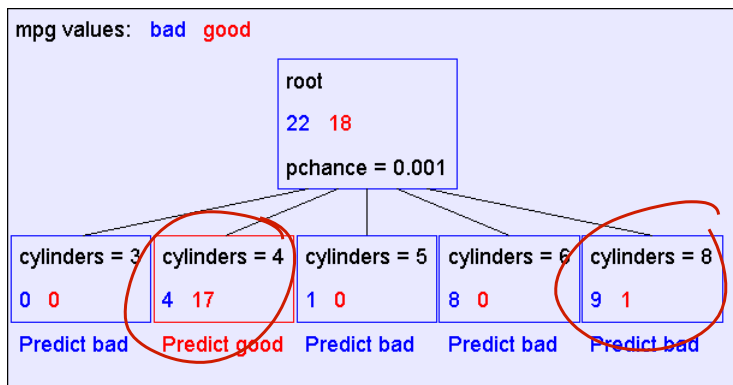 mpg values: bad good
root
22 18
pchance = 0.001
cylinders = 3 cylinders = 4 cylinders = 5 cylinders = 6 cylinders = 8
0 0 4 17 1 0 8 0 9 1
Predict bad Predict good Predict bad Predict bad Predict bad